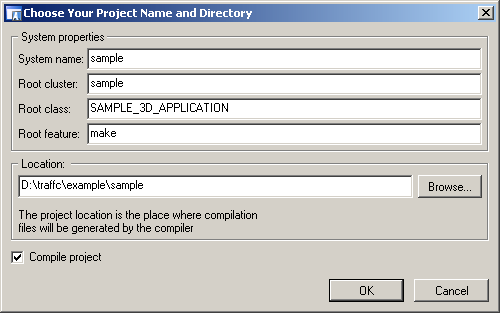 Choose Your Project Name and Directory
System properties
System name: sample
Root cluster: sample
Root class: SAMPLE_3D_APPLICATION
Root feature: make
Location:
D:\traffc\example\sample Browse...
The project location is the place where compilation
files will be generated by the compiler
Compile project
OK Cancel